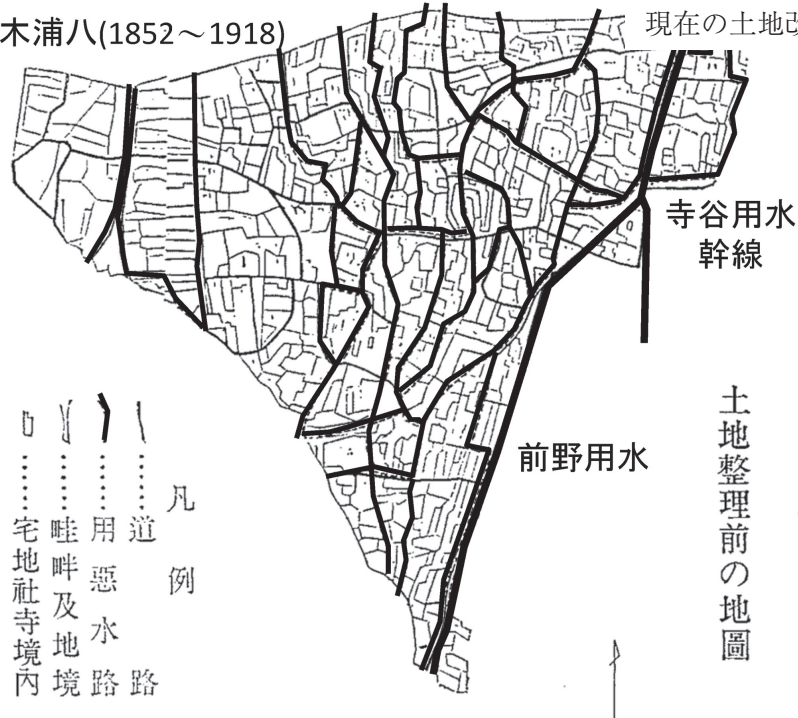 木浦八(1852～1918)
現在の土地改
寺谷用水
幹線
前野用水
土地整理前の地圖
凡例
道路
用惡水路
畦畔及地境
宅地社寺境內